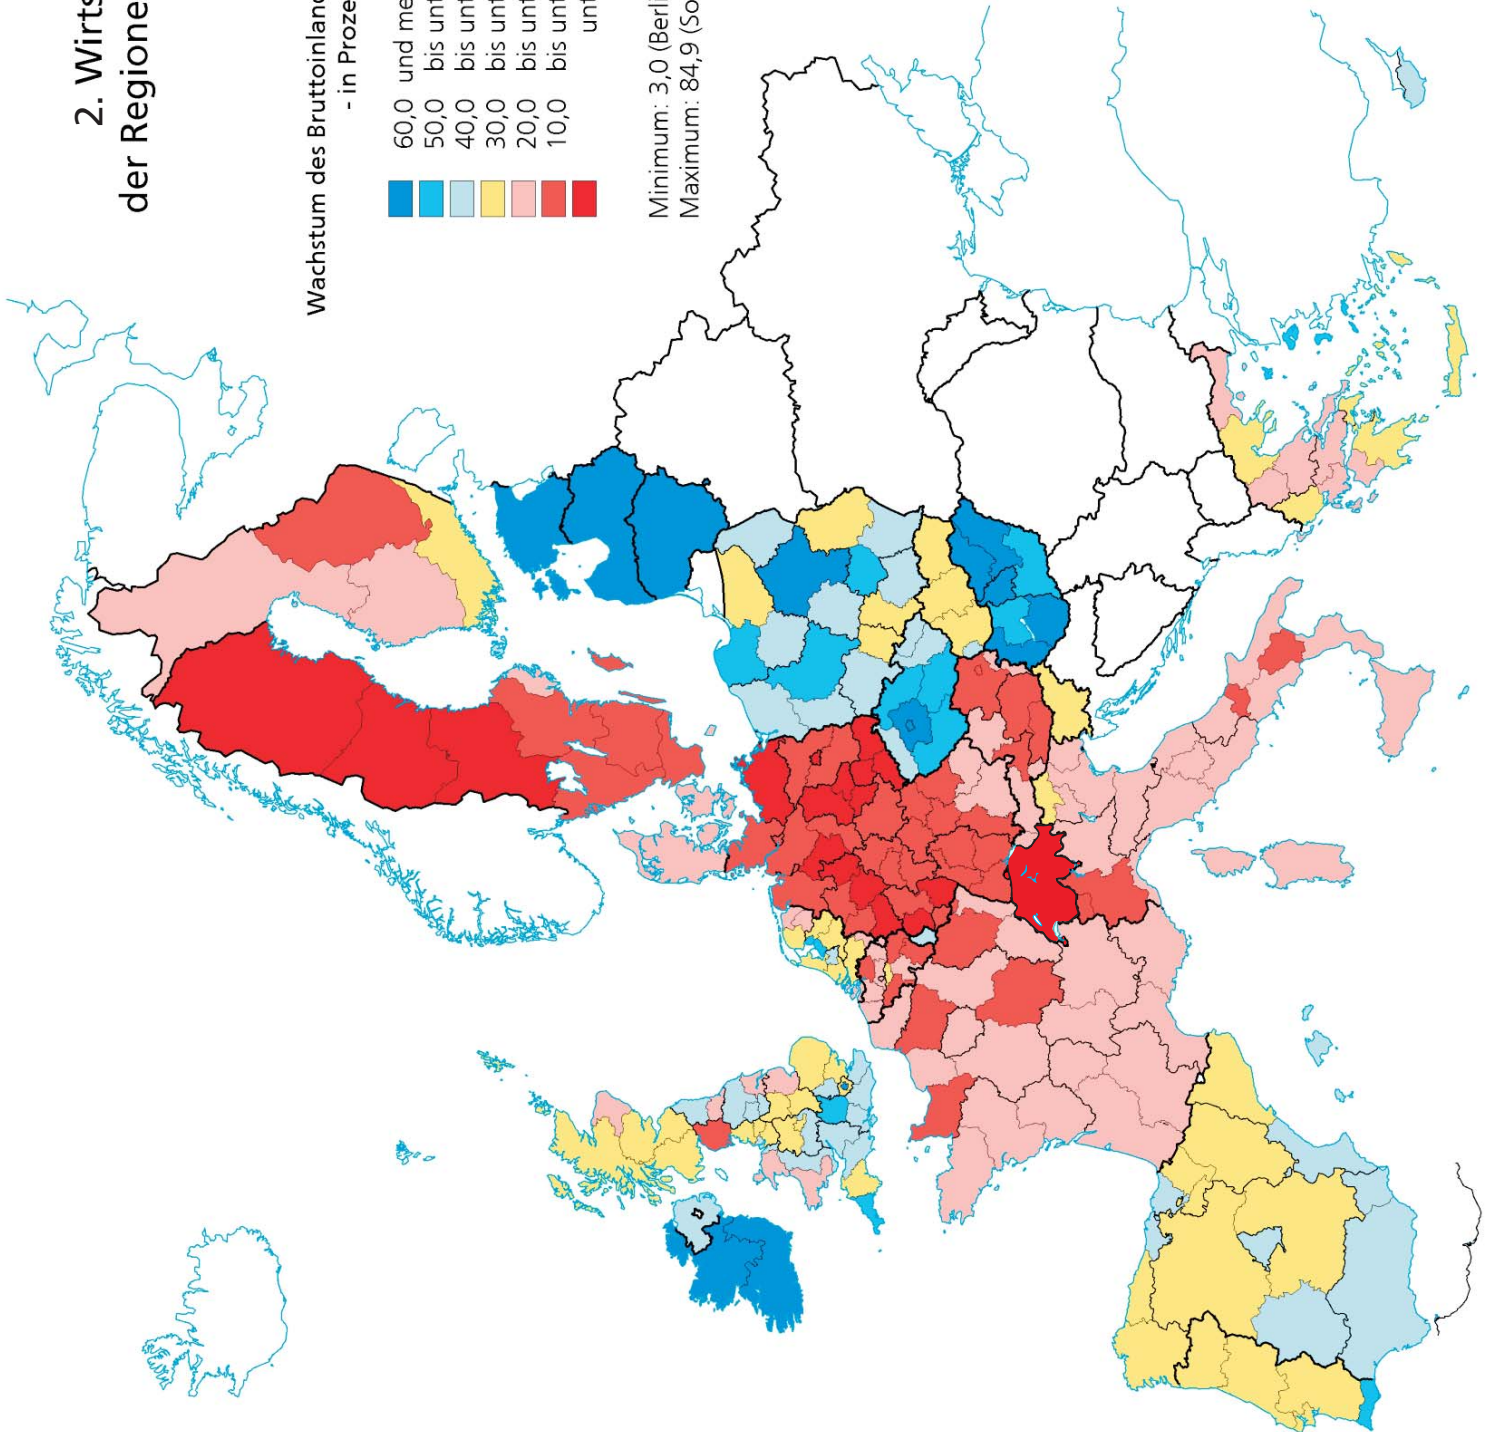 2. Wirts
der Regione
Wachstum des Bruttoinlan
- in Proze
60,0 und me
50,0 bis unt
40,0 bis unt
30,0 bis unt
20,0 bis unt
10,0 bis unt
unt
Minimum: 3,0 (Berli
Maximum: 84,9 (So